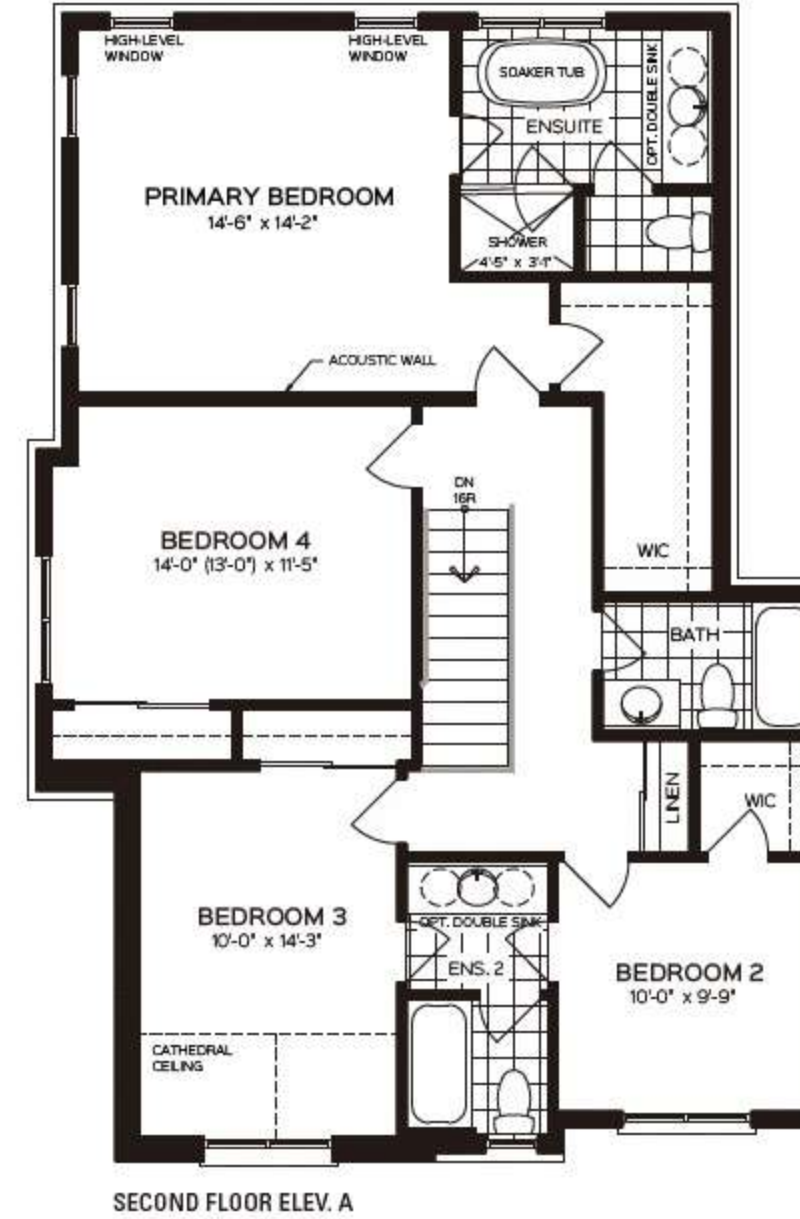 HIGH-LEVEL
WINDOW
HIGH-LEVEL
WINDOW
SOAKER TUB
OPT. DOUBLE SINK
ENSUITE
PRIMARY BEDROOM
14'-6" x 14'-2"
SHOWER
4'-5" x 3'-1"
ACOUSTIC WALL
DN
16R
BEDROOM 4
14'-0" (13'-0") x 11'-5"
WIC
BATH
LINEN
WIC
BEDROOM 3
10'-0" x 14'-3"
OPT. DOUBLE SINK
ENS. 2
BEDROOM 2
10'-0" x 9'-9"
CATHEDRAL
CEILING
SECOND FLOOR ELEV. A